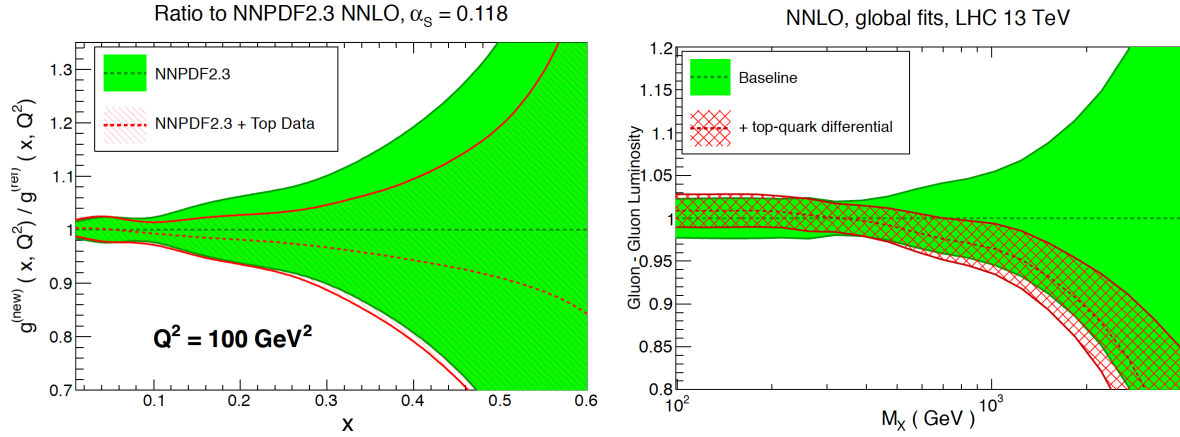 Ratio to NNPDF2.3 NNLO, α_S = 0.118
g^(new) ( x, Q²) / g^(ref) ( x, Q²)
1.3
1.2
1.1
1
0.9
0.8
0.7
NNPDF2.3
NNPDF2.3 + Top Data
Q² = 100 GeV²
0.1
0.2
0.3
0.4
0.5
0.6
x
NNLO, global fits, LHC 13 TeV
Gluon - Gluon Luminosity
1.2
1.15
1.1
1.05
1
0.95
0.9
0.85
0.8
Baseline
+ top-quark differential
10²
10³
M_X ( GeV )